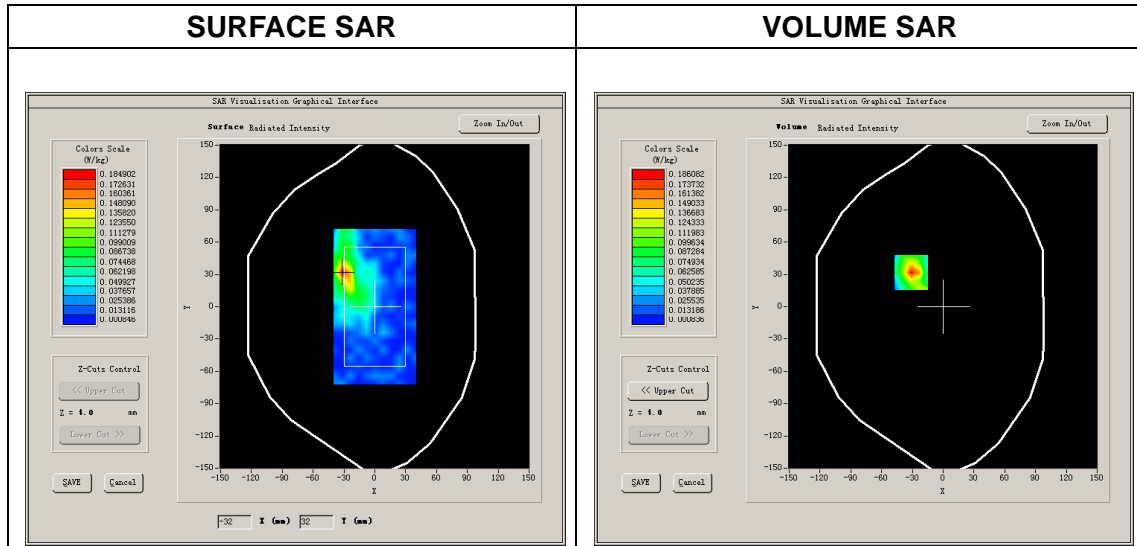 SURFACE SAR
VOLUME SAR
SAR Visualisation Graphical Interface
Surface Radiated Intensity
Zoom In/Out
Colors Scale
(W/kg)
0.184902
0.172631
0.160361
0.148090
0.135820
0.123550
0.111279
0.099009
0.086738
0.074468
0.062198
0.049927
0.037657
0.025386
0.013116
0.000846
150
120
90
60
30
0
-30
-60
-90
-120
-150
Y
-150 -120 -90 -60 -30 0 30 60 90 120 150
X
Z-Cuts Control
<< Upper Cut
Z = 4.0 mm
Lower Cut >>
SAVE Cancel
-32 X (mm) 32 Y (mm)
SAR Visualisation Graphical Interface
Volume Radiated Intensity
Zoom In/Out
Colors Scale
(W/kg)
0.186082
0.173732
0.161382
0.149033
0.136683
0.124333
0.111983
0.099634
0.087284
0.074934
0.062585
0.050235
0.037885
0.025535
0.013186
0.000836
150
120
90
60
30
0
-30
-60
-90
-120
-150
Y
-150 -120 -90 -60 -30 0 30 60 90 120 150
X
Z-Cuts Control
<< Upper Cut
Z = 4.0 mm
Lower Cut >>
SAVE Cancel